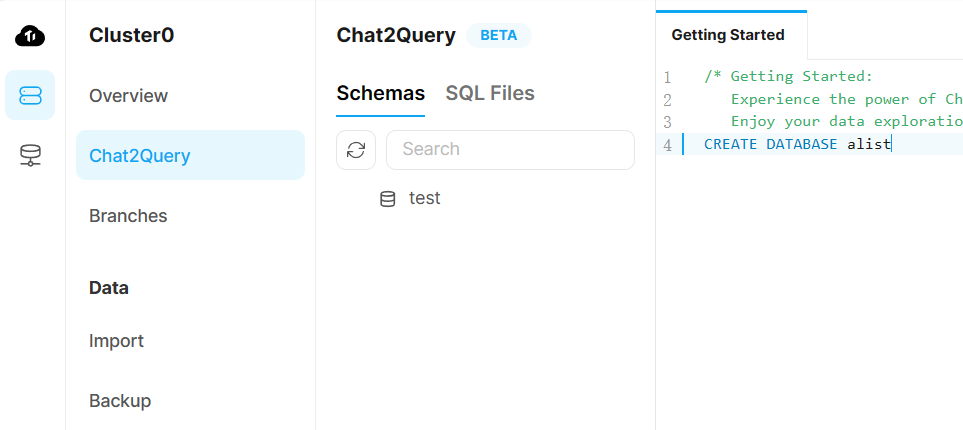 Cluster0
Overview
Chat2Query
Branches
Data
Import
Backup
Chat2Query BETA
Schemas SQL Files
Search
test
Getting Started
1 /* Getting Started:
2 Experience the power of Ch
3 Enjoy your data exploratio
4 CREATE DATABASE alist